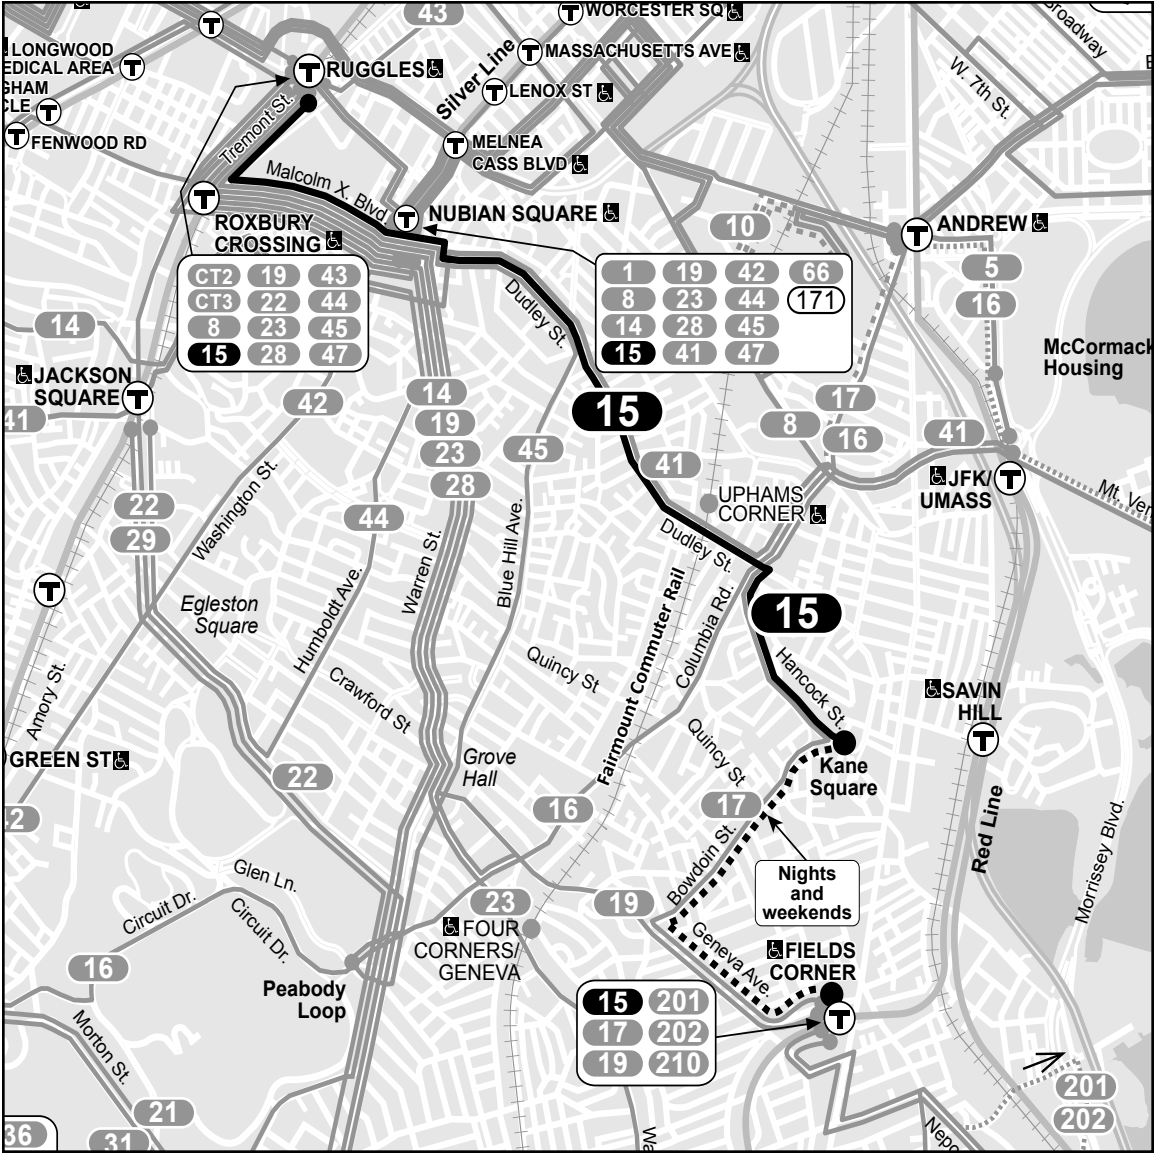 43
WORCESTER SQ
Broadway
LONGWOOD
EDICAL AREA
MASSACHUSETTS AVE
Silver Line
RUGGLES
W. 7th St.
GHAM
CLE
LENOX ST
FENWOOD RD
Tremont St.
MELNEA
CASS BLVD
Malcolm X. Blvd
NUBIAN SQUARE
ROXBURY
CROSSING
10
ANDREW
CT2 19 43
CT3 22 44
8 23 45
15 28 47
1 19 42 66
8 23 44 171
14 28 45
15 41 47
5
16
14
Dudley St.
McCormack
Housing
JACKSON
SQUARE
41
42
14
19
23
28
15
17
8
16
41
45
41
JFK/
UMASS
22
29
Washington St.
44
UPHAMS
CORNER
Mt. Ver
Dudley St.
Warren St.
Blue Hill Ave.
Egleston
Square
Humboldt Ave.
Fairmount Commuter Rail
Columbia Rd.
15
Amory St.
Crawford St
Quincy St
Hancock St.
SAVIN
HILL
Quincy St
GREEN ST
22
Grove
Hall
Kane
Square
2
16
17
Red Line
Morrissey Blvd.
Bowdoin St.
Nights
and
weekends
Glen Ln.
Circuit Dr.
Circuit Dr.
23
19
FOUR
CORNERS/
GENEVA
Geneva Ave.
FIELDS
CORNER
16
Peabody
Loop
15 201
17 202
19 210
Morton St.
201
202
21
36
31
Wa
Nepo